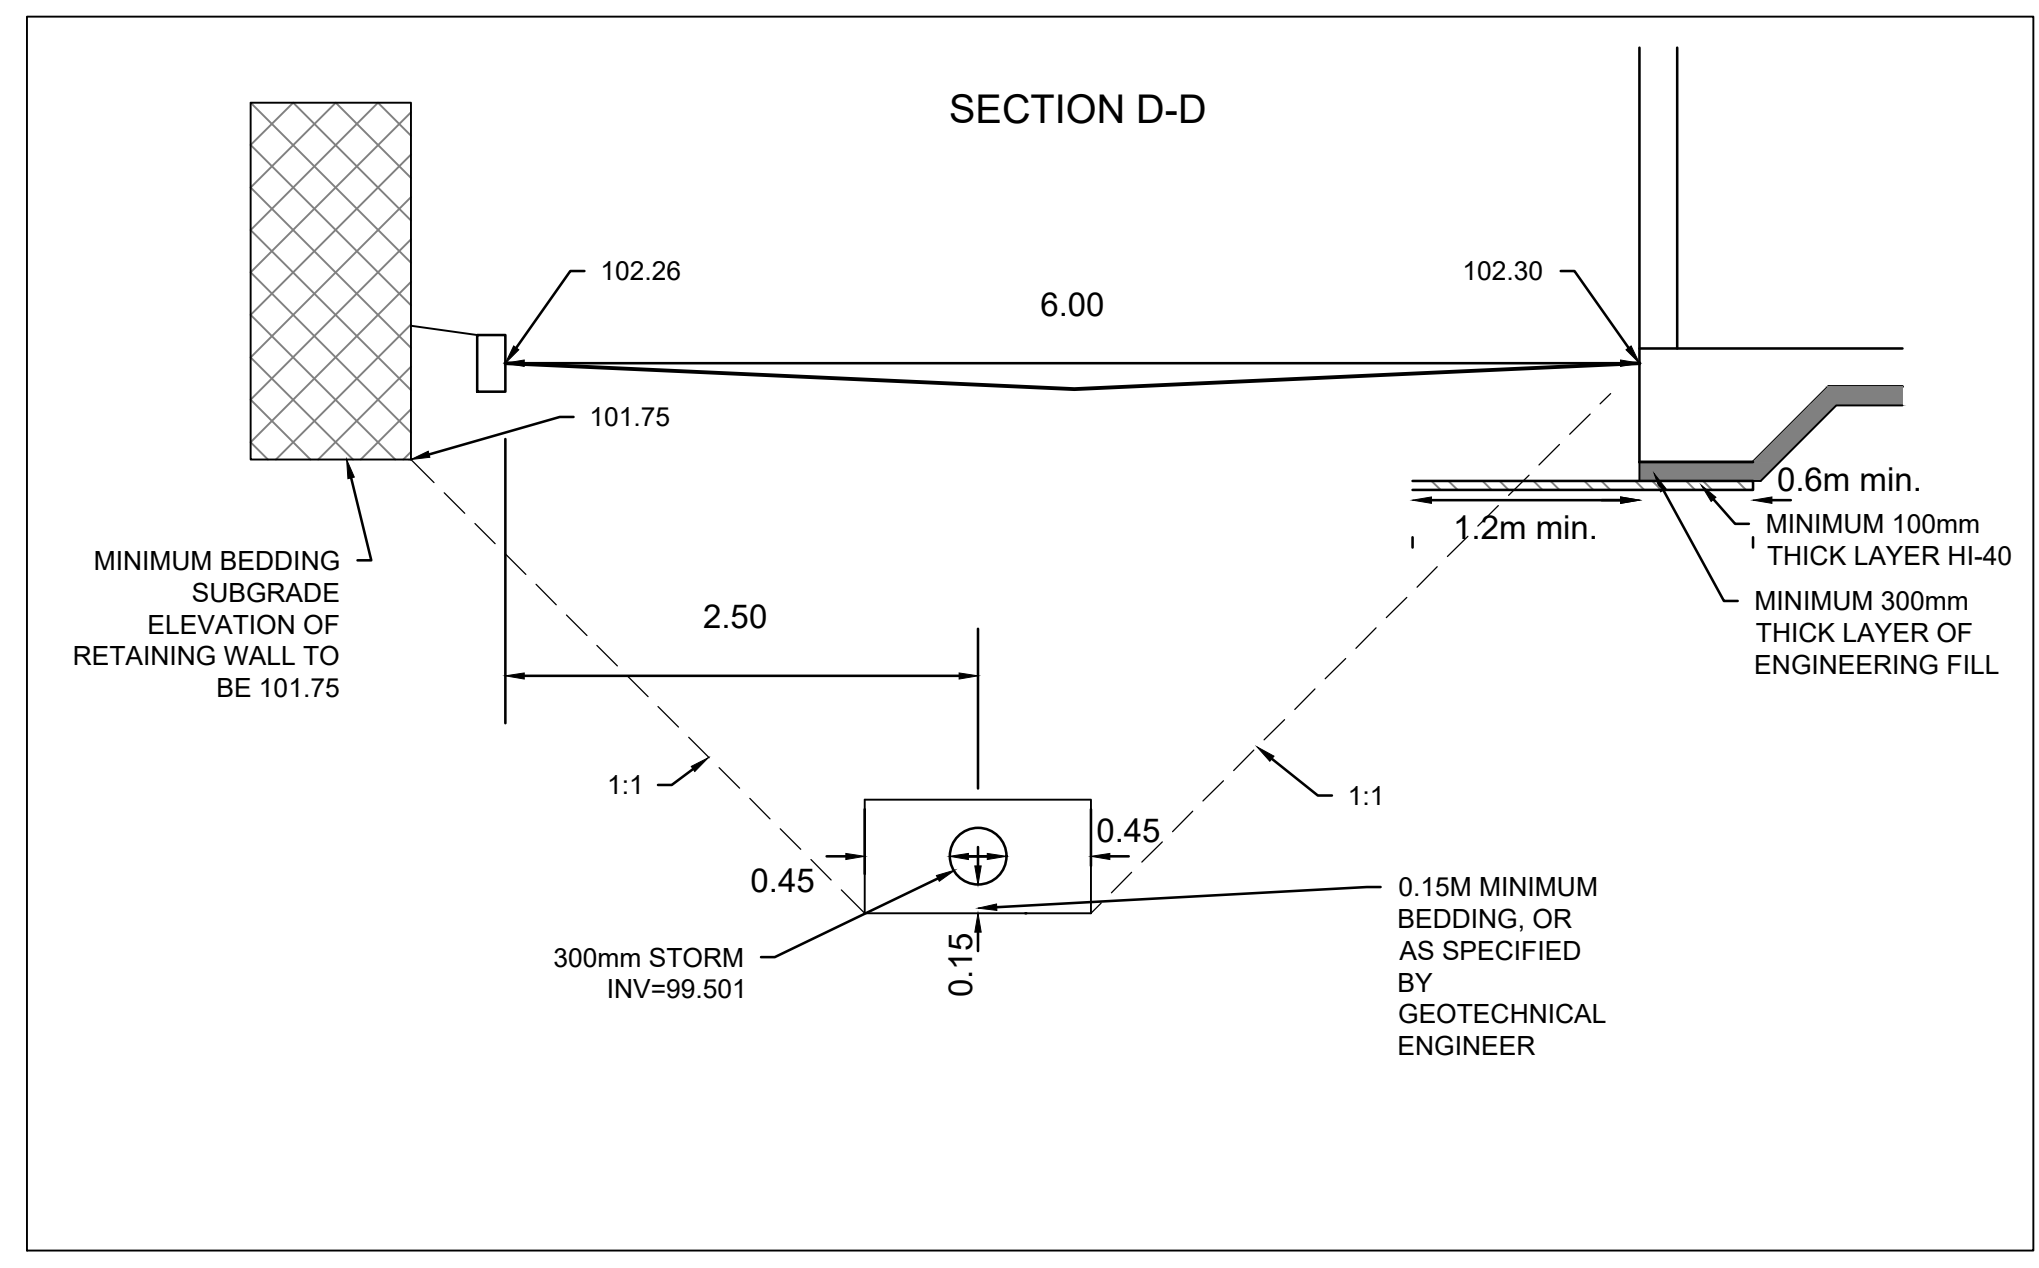 SECTION D-D
102.26
102.30
6.00
101.75
0.6m min.
1.2m min.
MINIMUM 100mm
THICK LAYER HI-40
MINIMUM BEDDING
SUBGRADE
ELEVATION OF
RETAINING WALL TO
BE 101.75
MINIMUM 300mm
THICK LAYER OF
ENGINEERING FILL
2.50
1:1
1:1
0.45
0.45
0.15M MINIMUM
BEDDING, OR
AS SPECIFIED
BY
GEOTECHNICAL
ENGINEER
300mm STORM
INV=99.501
0.15